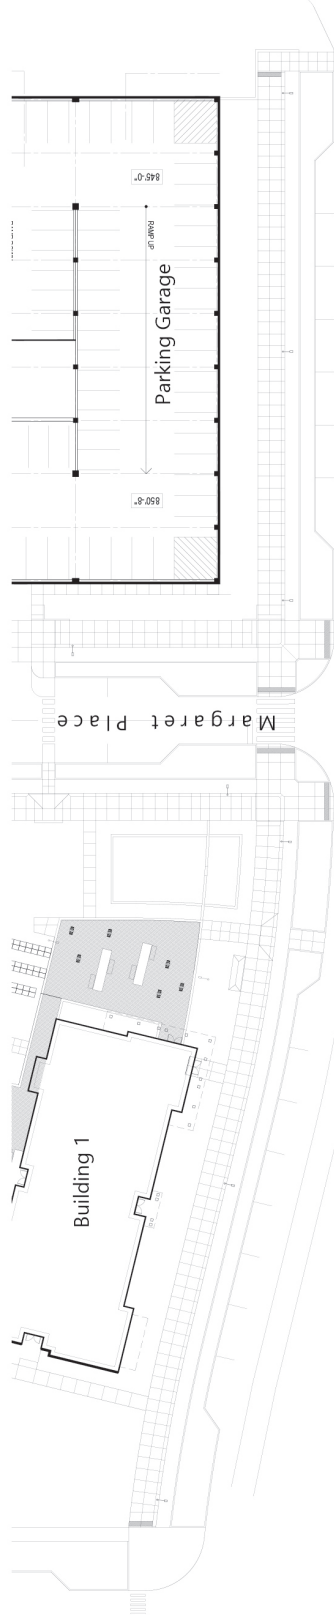 845'-0"
RAMP UP
Parking Garage
850'-8"
Margaret Place
Building 1